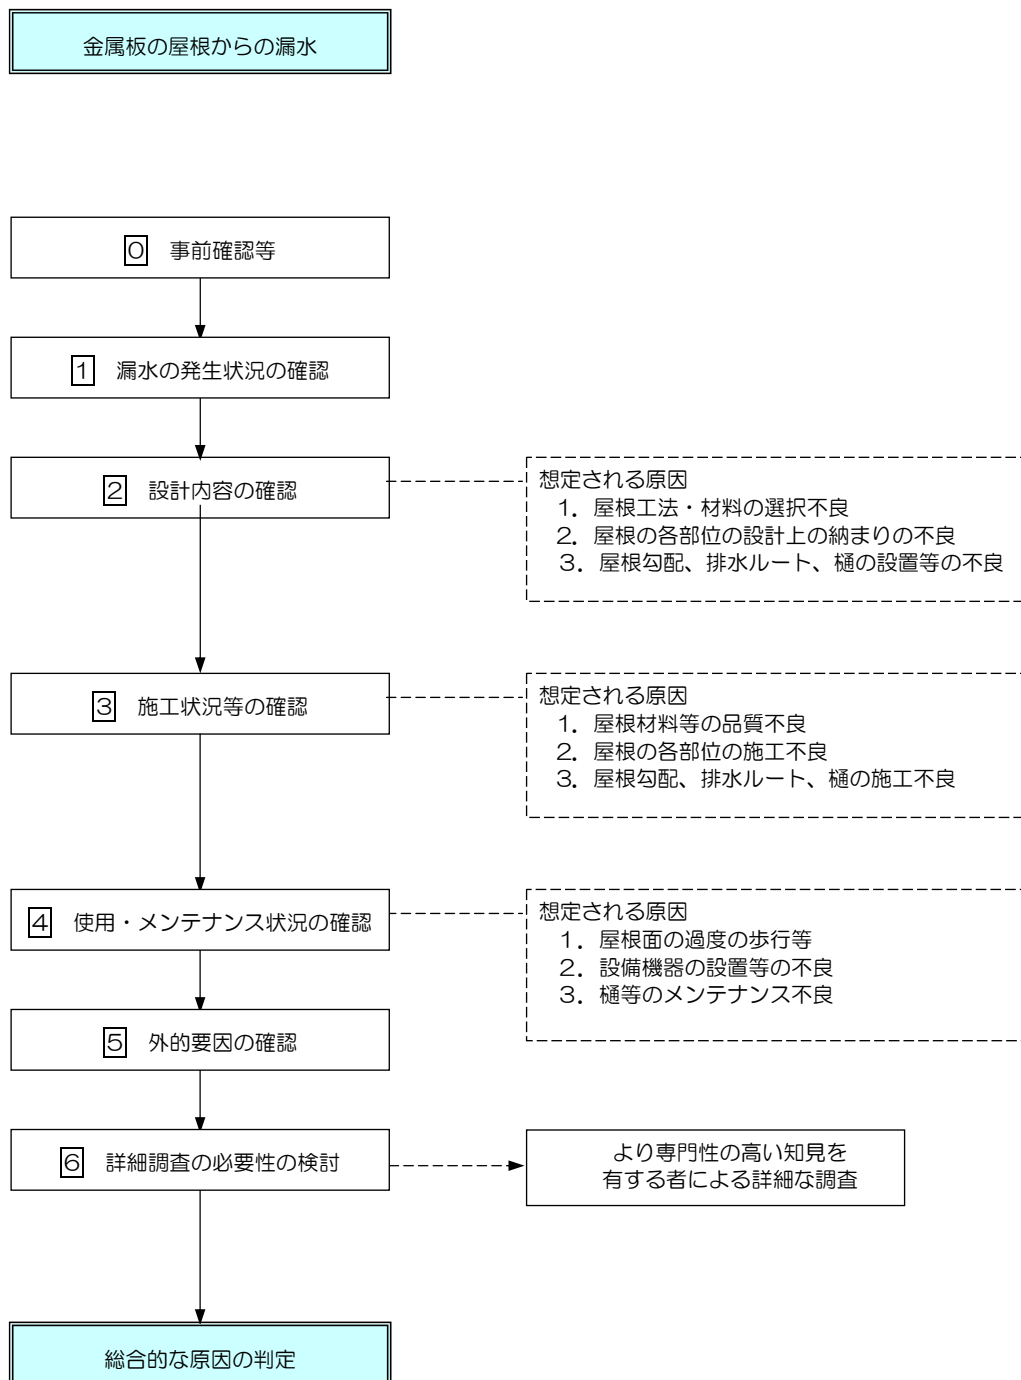 金属板の屋根からの漏水
0 事前確認等
1 漏水の発生状況の確認
2 設計内容の確認
想定される原因
1．屋根工法・材料の選択不良
2．屋根の各部位の設計上の納まりの不良
3．屋根勾配、排水ルート、樋の設置等の不良
3 施工状況等の確認
想定される原因
1．屋根材料等の品質不良
2．屋根の各部位の施工不良
3．屋根勾配、排水ルート、樋の施工不良
4 使用・メンテナンス状況の確認
想定される原因
1．屋根面の過度の歩行等
2．設備機器の設置等の不良
3．樋等のメンテナンス不良
5 外的要因の確認
6 詳細調査の必要性の検討
より専門性の高い知見を
有する者による詳細な調査
総合的な原因の判定